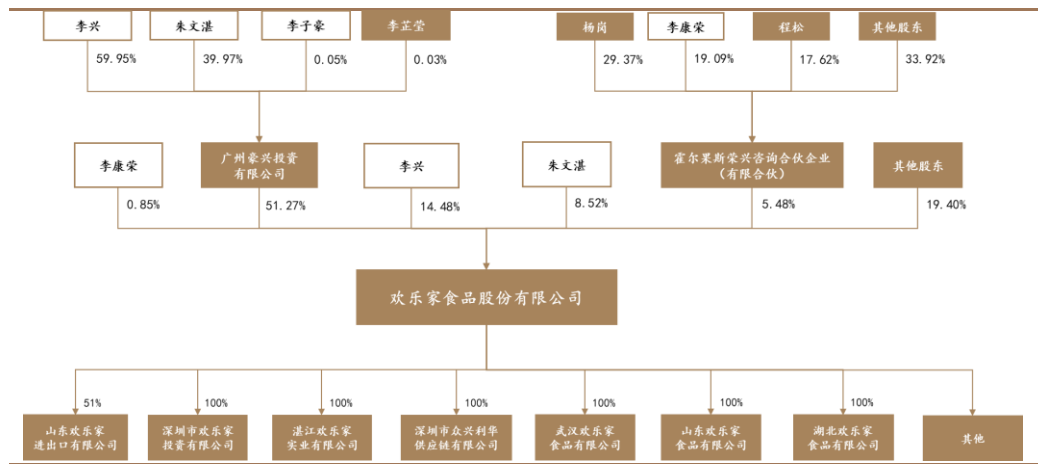 李兴
朱文湛
李子豪
李芷莹
杨岗
李康荣
程松
其他股东
59.95%
39.97%
0.05%
0.03%
29.37%
19.09%
17.62%
33.92%
李康荣
广州豪兴投资
有限公司
李兴
朱文湛
霍尔果斯荣兴咨询合伙企业
（有限合伙）
其他股东
0.85%
51.27%
14.48%
8.52%
5.48%
19.40%
欢乐家食品股份有限公司
51%
100%
100%
100%
100%
100%
100%
山东欢乐家
进出口有限公司
深圳市欢乐家
投资有限公司
湛江欢乐家
实业有限公司
深圳市众兴利华
供应链有限公司
武汉欢乐家
食品有限公司
山东欢乐家
食品有限公司
湖北欢乐家
食品有限公司
其他